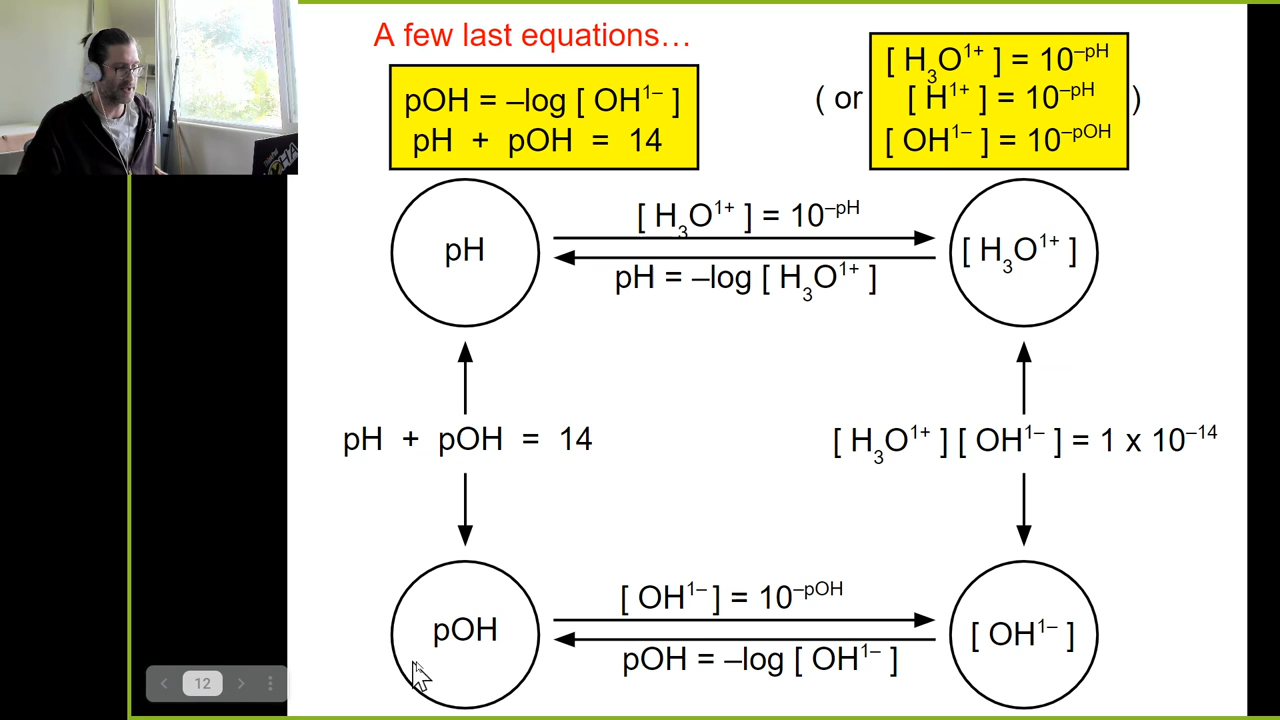 A few last equations…
pOH = –log [ OH¹⁻ ]
pH + pOH = 14
( or
[ H₃O¹⁺ ] = 10⁻ᵖᴴ
[ H¹⁺ ] = 10⁻ᵖᴴ
[ OH¹⁻ ] = 10⁻ᵖᴼᴴ
)
pH
[ H₃O¹⁺ ] = 10⁻ᵖᴴ
pH = –log [ H₃O¹⁺ ]
[ H₃O¹⁺ ]
pH + pOH = 14
[ H₃O¹⁺ ] [ OH¹⁻ ] = 1 x 10⁻¹⁴
pOH
[ OH¹⁻ ] = 10⁻ᵖᴼᴴ
pOH = –log [ OH¹⁻ ]
[ OH¹⁻ ]
12